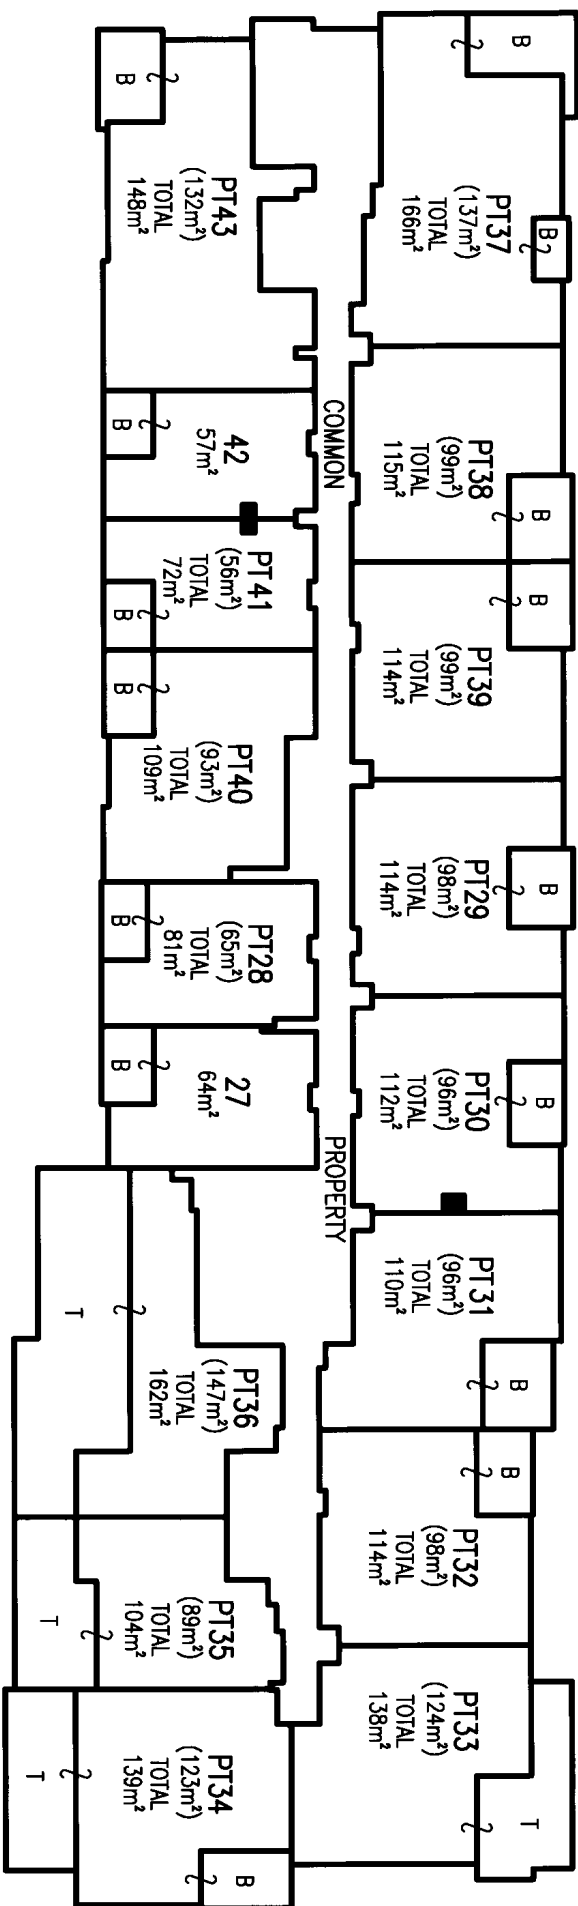 B
B
PT37
(137m²)
TOTAL
166m²
B
PT38
(99m²)
TOTAL
115m²
B
PT39
(99m²)
TOTAL
114m²
B
PT29
(98m²)
TOTAL
114m²
B
PT30
(96m²)
TOTAL
112m²
B
PT31
(96m²)
TOTAL
110m²
B
PT32
(98m²)
TOTAL
114m²
T
PT33
(124m²)
TOTAL
138m²
COMMON PROPERTY
PT43
(132m²)
TOTAL
148m²
B
42
57m²
B
PT41
(56m²)
TOTAL
72m²
B
PT40
(93m²)
TOTAL
109m²
B
PT28
(65m²)
TOTAL
81m²
B
27
64m²
B
PT36
(147m²)
TOTAL
162m²
T
PT35
(89m²)
TOTAL
104m²
T
PT34
(123m²)
TOTAL
139m²
B
T